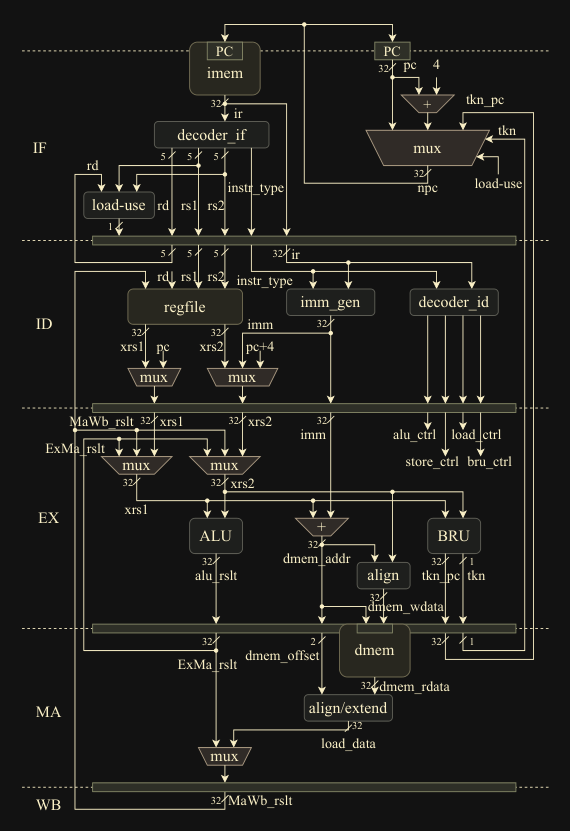 PC
PC
imem
32
pc
4
+
tkn_pc
32
ir
IF
decoder_if
mux
tkn
5
5
5
rd
instr_type
32
npc
load-use
load-use
rd
rs1
rs2
1
5
5
5
32
ir
rd
rs1
rs2
instr_type
ID
regfile
imm_gen
decoder_id
32
32
imm
32
xrs1
pc
xrs2
pc+4
mux
mux
MaWb_rslt
32
xrs1
32
xrs2
32
imm
alu_ctrl
load_ctrl
ExMa_rslt
store_ctrl
bru_ctrl
mux
mux
32
32
xrs2
xrs1
EX
ALU
+
BRU
32
dmem_addr
32
alu_rslt
align
32
1
tkn_pc
tkn
32
dmem_wdata
32
2
32
1
ExMa_rslt
dmem_offset
dmem
32
dmem_rdata
MA
align/extend
32
load_data
mux
WB
32
MaWb_rslt